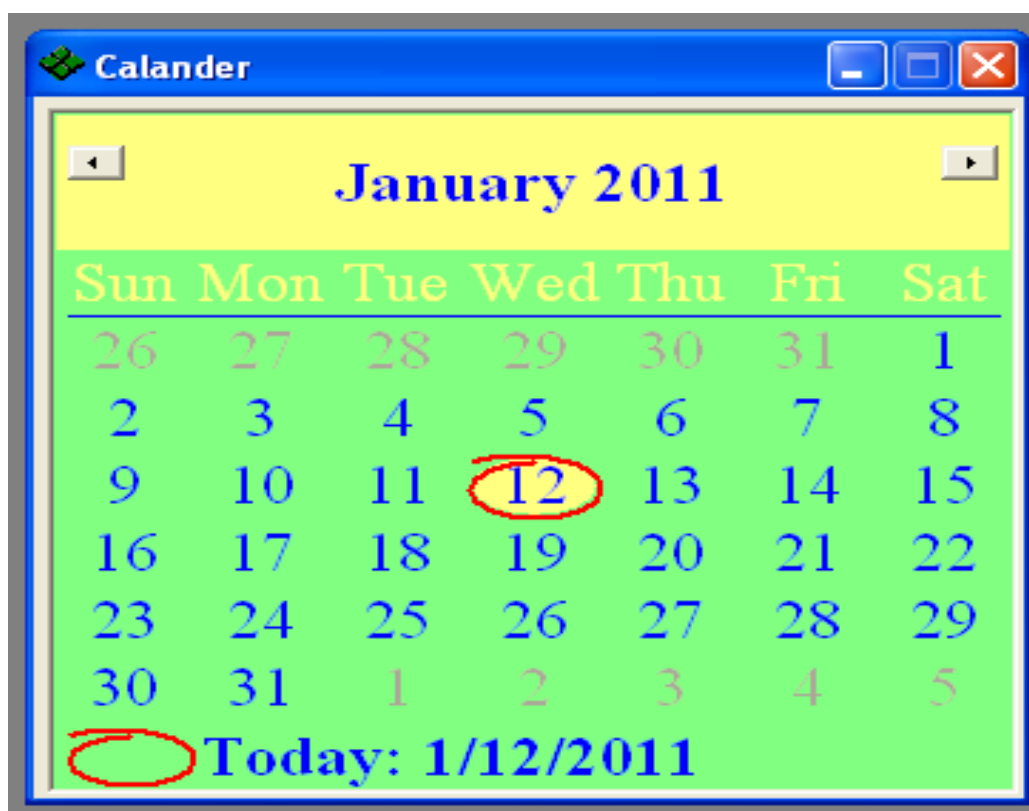 Calander
January 2011
Sun Mon Tue Wed Thu Fri Sat
26 27 28 29 30 31 1
2 3 4 5 6 7 8
9 10 11 12 13 14 15
16 17 18 19 20 21 22
23 24 25 26 27 28 29
30 31 1 2 3 4 5
Today: 1/12/2011